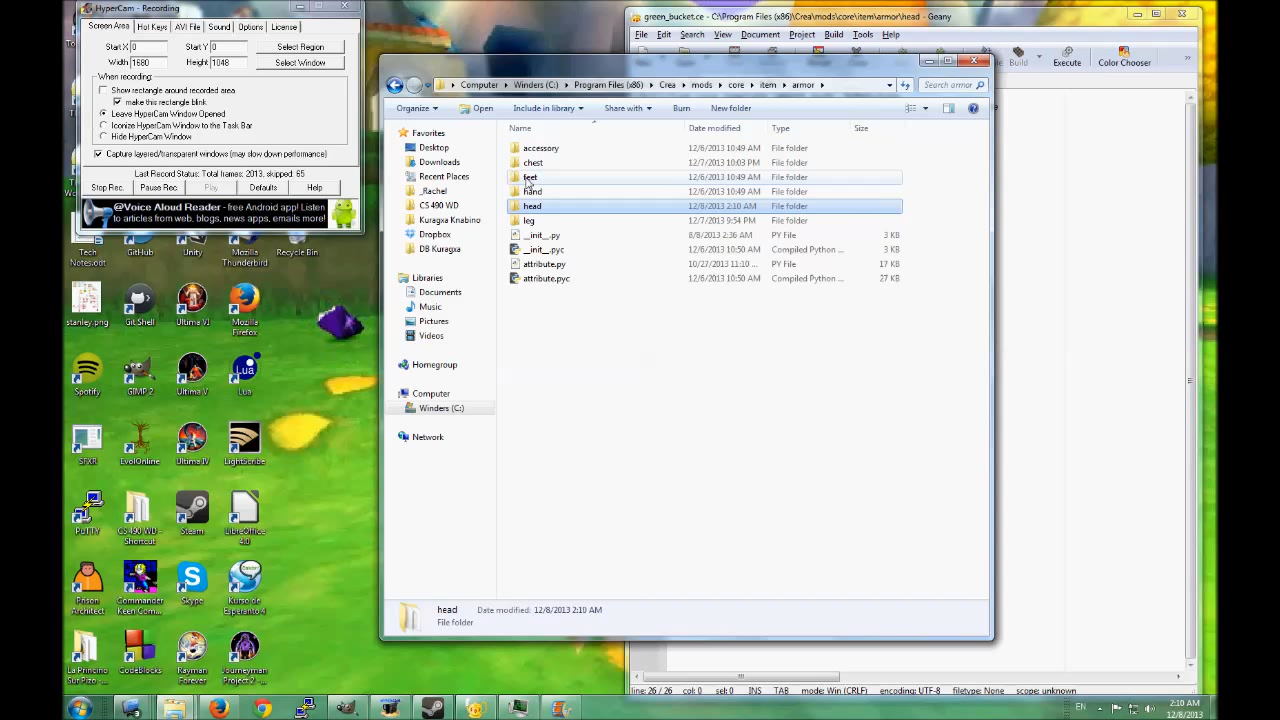 HyperCam - Recording
Screen Area Hot Keys AVI File Sound Options License
Start X 0 Start Y 0 Select Region
Width 1680 Height 1048 Select Window
When recording:
Show rectangle around recorded area
make this rectangle blink
Leave HyperCam Window Opened
Iconize HyperCam Window to the Task Bar
Hide HyperCam Window
Capture layered/transparent windows (may slow down performance)
Last Record Status: Total frames: 2013, skipped: 65
Stop Rec. Pause Rec. Play Defaults Help
@Voice Aloud Reader - free Android app! Listen
to articles from web, blogs, news apps, emails more!
green_bucket.ce - C:\Program Files (x86)\Crea\mods\core\item\armor\head - Geany
File Edit Search View Document Project Build Tools Help
Build Execute Color Chooser
Computer Winders (C:) Program Files (x86) Crea mods core item armor
Search armor
Organize Open Include in library Share with Burn New folder
Name Date modified Type Size
accessory 12/6/2013 10:49 AM File folder
chest 12/7/2013 10:03 PM File folder
feet 12/6/2013 10:49 AM File folder
hand 12/6/2013 10:49 AM File folder
head 12/8/2013 2:10 AM File folder
leg 12/7/2013 9:54 PM File folder
__init__.py 8/8/2013 2:36 AM PY File 3 KB
__init__.pyc 12/6/2013 10:50 AM Compiled Python ... 3 KB
attribute.py 10/27/2013 11:10 ... PY File 17 KB
attribute.pyc 12/6/2013 10:50 AM Compiled Python ... 27 KB
Favorites
Desktop
Downloads
Recent Places
_Rachel
CS 490 WD
Kuragxa Knabino
Dropbox
DB Kuragxa
Libraries
Documents
Music
Pictures
Videos
Homegroup
Computer
Winders (C:)
Network
head Date modified: 12/8/2013 2:10 AM
File folder
Tech Notes.odt
GitHub
Unity
Mozilla Thunderbird
Recycle Bin
stanley.png
Git Shell
Ultima VI
Mozilla Firefox
Spotify
GIMP 2
Ultima V
Lua
SFXR
EvolOnline
Ultima IV
LightScribe
PuTTY
CS 490 WD - Shortcut
Steam
LibreOffice 4.0
Prison Architect
Commander Keen Com...
Skype
Kurso de Esperanto 4
La Princino Sur Pizo - D...
CodeBlocks
Rayman Forever
Journeyman Project 2 - ...
line: 26 / 26 col: 0 sel: 0 INS TAB mode: Win (CRLF) encoding: UTF-8 filetype: None scope: unknown
EN 2:10 AM
12/8/2013